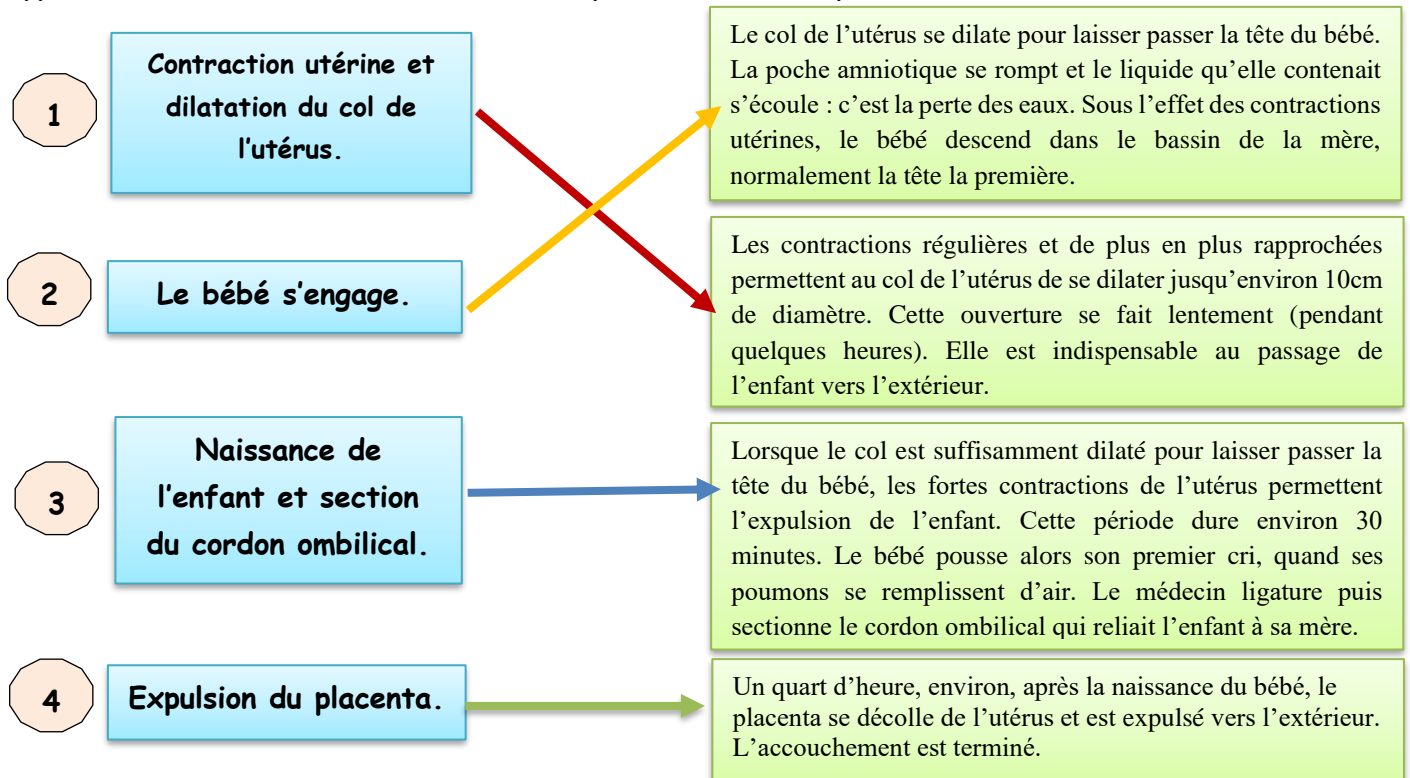 1
Contraction utérine et
dilatation du col de
l'utérus.
Le col de l’utérus se dilate pour laisser passer la tête du bébé.
La poche amniotique se rompt et le liquide qu’elle contenait
s’écoule : c’est la perte des eaux. Sous l’effet des contractions
utérines, le bébé descend dans le bassin de la mère,
normalement la tête la première.
2
Le bébé s’engage.
Les contractions régulières et de plus en plus rapprochées
permettent au col de l’utérus de se dilater jusqu’environ 10cm
de diamètre. Cette ouverture se fait lentement (pendant
quelques heures). Elle est indispensable au passage de
l’enfant vers l’extérieur.
3
Naissance de
l’enfant et section
du cordon ombilical.
Lorsque le col est suffisamment dilaté pour laisser passer la
tête du bébé, les fortes contractions de l’utérus permettent
l’expulsion de l’enfant. Cette période dure environ 30
minutes. Le bébé pousse alors son premier cri, quand ses
poumons se remplissent d’air. Le médecin ligature puis
sectionne le cordon ombilical qui reliait l’enfant à sa mère.
4
Expulsion du placenta.
Un quart d’heure, environ, après la naissance du bébé, le
placenta se décolle de l’utérus et est expulsé vers l’extérieur.
L’accouchement est terminé.